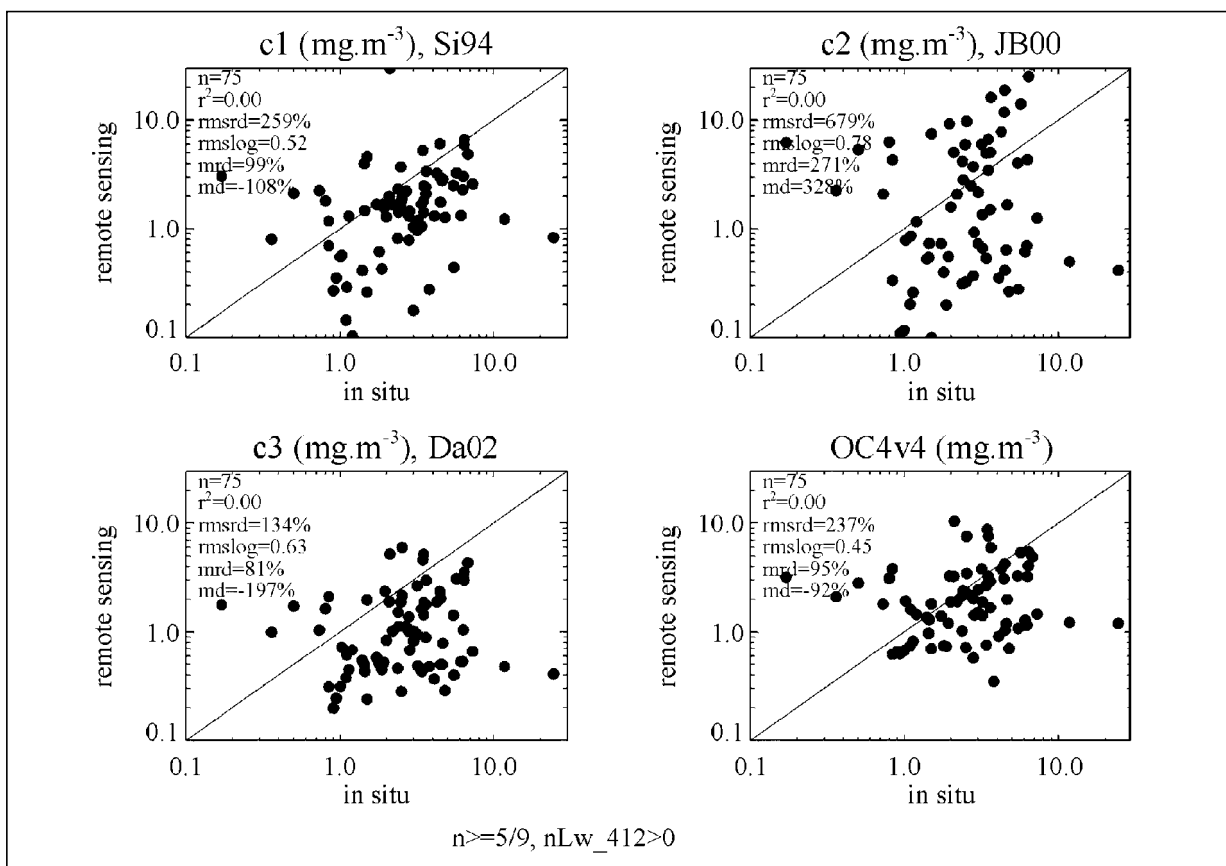 c1 (mg.m⁻³), Si94
n=75
r²=0.00
rmsrd=259%
rmslog=0.52
mrd=99%
md=-108%
10.0
1.0
0.1
remote sensing
0.1 1.0 10.0
in situ
c2 (mg.m⁻³), JB00
n=75
r²=0.00
rmsrd=679%
rmslog=0.78
mrd=271%
md=328%
10.0
1.0
0.1
remote sensing
0.1 1.0 10.0
in situ
c3 (mg.m⁻³), Da02
n=75
r²=0.00
rmsrd=134%
rmslog=0.63
mrd=81%
md=-197%
10.0
1.0
0.1
remote sensing
0.1 1.0 10.0
in situ
OC4v4 (mg.m⁻³)
n=75
r²=0.00
rmsrd=237%
rmslog=0.45
mrd=95%
md=-92%
10.0
1.0
0.1
remote sensing
0.1 1.0 10.0
in situ
n>=5/9, nLw_412>0